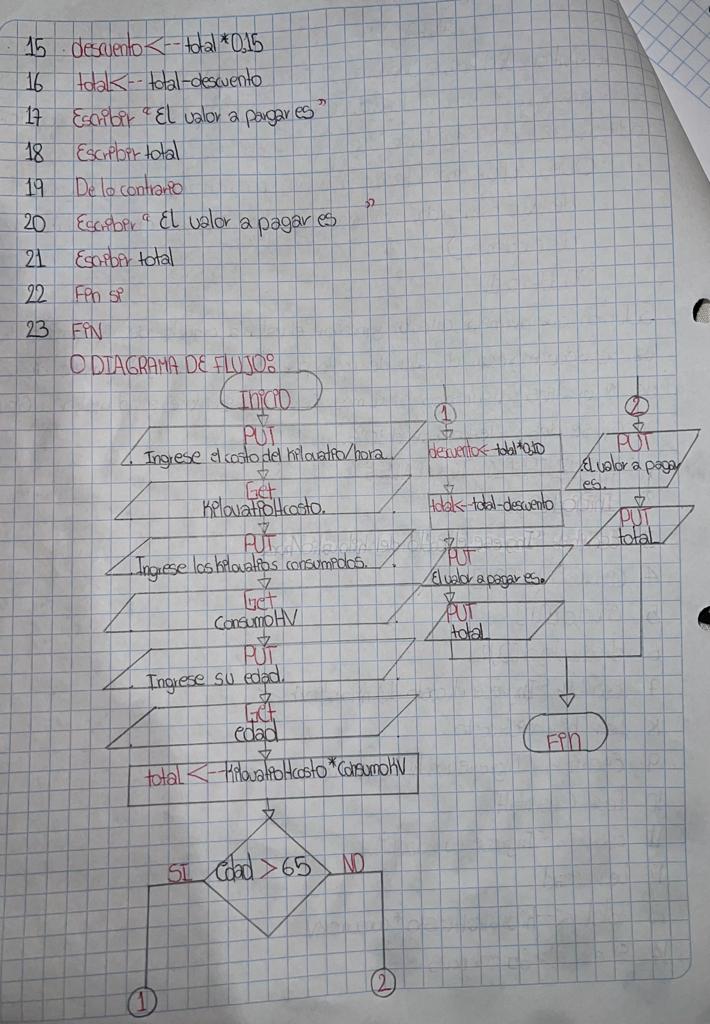 15 descuento<--total*0.15
16 total<--total-descuento
17 Escribir "El valor a pargar es"
18 Escribir total
19 De lo contrario
20 Escribir "El valor a pagar es"
21 Escribir total
22 Fin si
23 FIN
O DIAGRAMA DE FLUJO:
INICIO
PUT
Ingrese el costo del kilovatio/hora
Get
KilovatioHcosto.
PUT
Ingrese los kilovatios consumidos.
Get
ConsumoHV
PUT
Ingrese su edad.
Get
edad
total<--KilovatioHcosto*ConsumoHV
Edad>65
SI
NO
1
2
1
descuento<-total*0.10
total<-total-descuento
PUT
El valor a pagar es.
PUT
total
2
PUT
El valor a pagar
es.
PUT
total
Fin